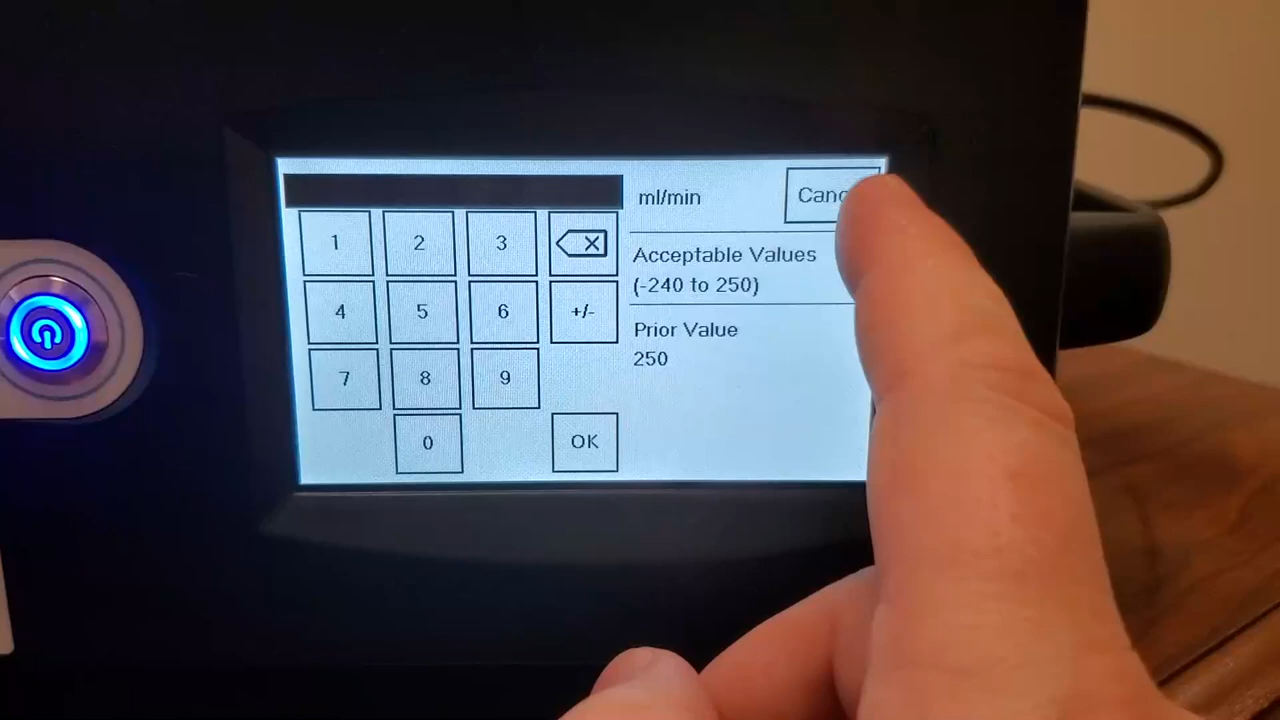 ml/min
1 2 3
Acceptable Values
(-240 to 250)
4 5 6 +/-
Prior Value
250
7 8 9
0 OK